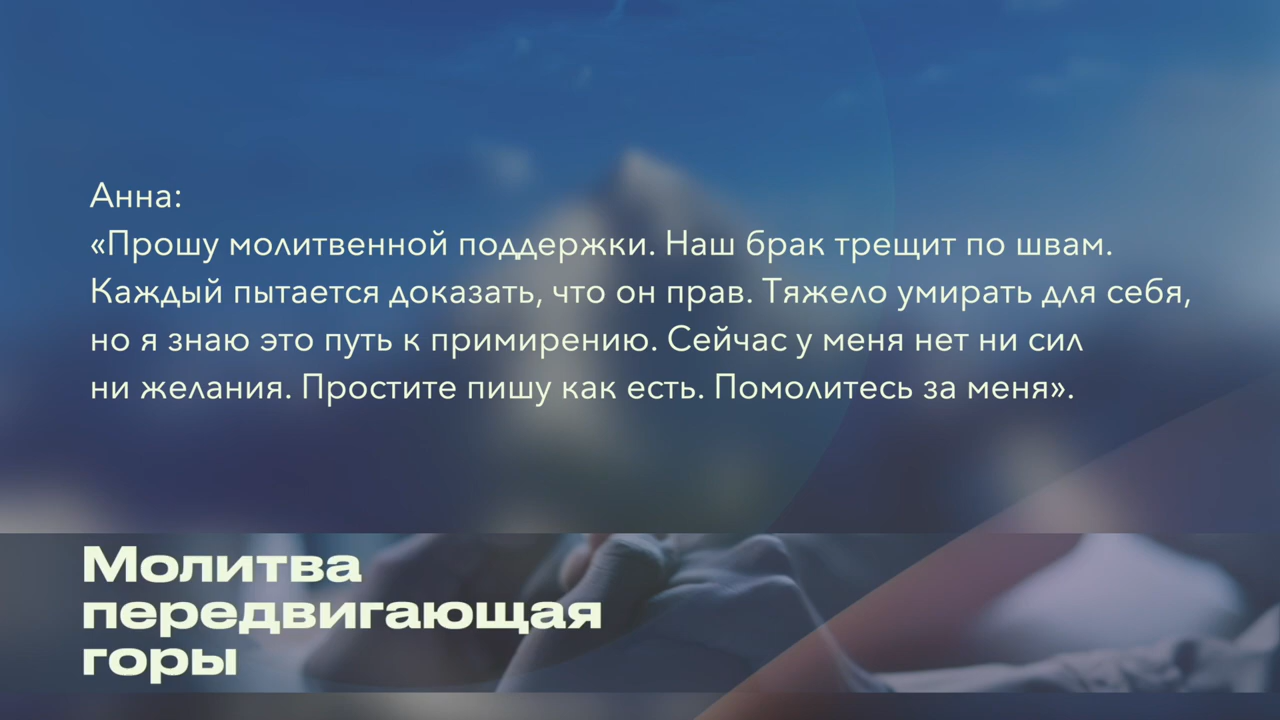 Анна:
«Прошу молитвенной поддержки. Наш брак трещит по швам.
Каждый пытается доказать, что он прав. Тяжело умирать для себя,
но я знаю это путь к примирению. Сейчас у меня нет ни сил
ни желания. Простите пишу как есть. Помолитесь за меня».
Молитва
передвигающая
горы